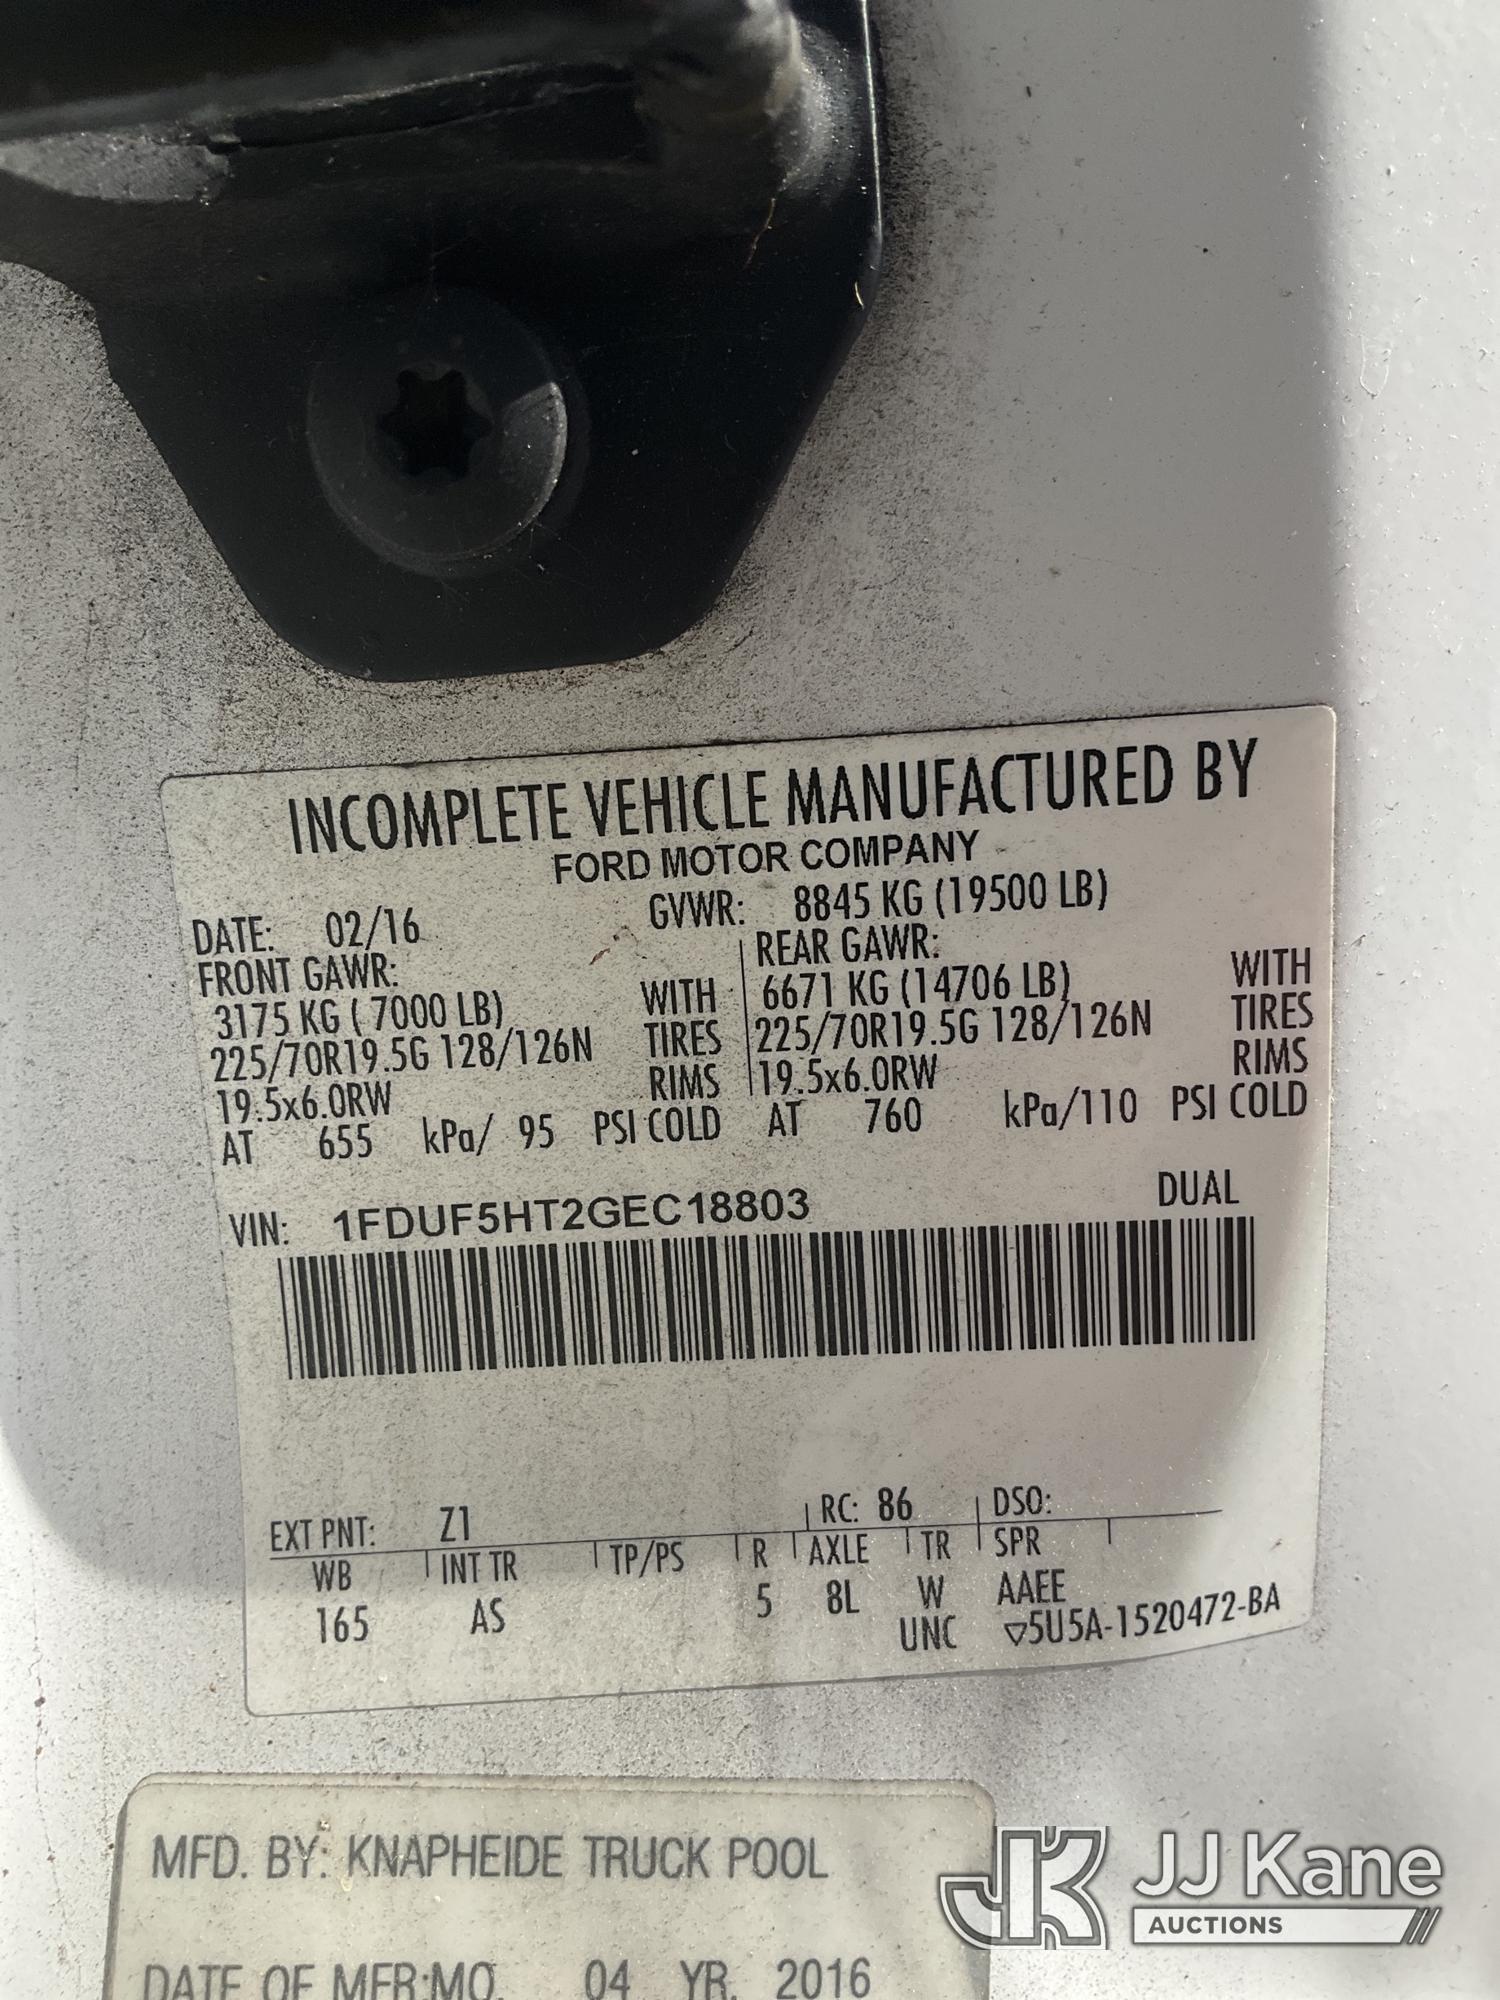 INCOMPLETE VEHICLE MANUFACTURED BY
FORD MOTOR COMPANY
DATE: 02/16 GVWR: 8845 KG (19500 LB)
FRONT GAWR: REAR GAWR:
3175 KG ( 7000 LB) WITH 6671 KG (14706 LB) WITH
225/70R19.5G 128/126N TIRES 225/70R19.5G 128/126N TIRES
19.5x6.0RW RIMS 19.5x6.0RW RIMS
AT 655 kPa/ 95 PSI COLD AT 760 kPa/110 PSI COLD
VIN: 1FDUF5HT2GEC18803 DUAL
EXT PNT: Z1 RC: 86 DSO:
WB INT TR TP/PS R AXLE TR SPR
165 AS 5 8L W AAEE
UNC ▽5U5A-1520472-BA
MFD. BY: KNAPHEIDE TRUCK POOL
DATE OF MFR:MO. 04 YR. 2016
JK JJ Kane
AUCTIONS